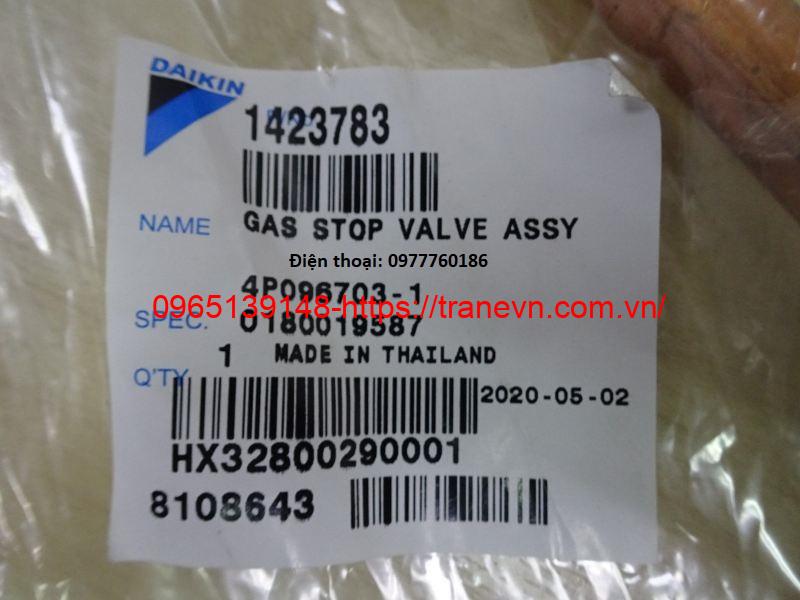 DAIKIN
P/No
1423783
NAME GAS STOP VALVE ASSY
Điện thoại: 0977760186
4P096703-1
0965139148-https://tranevn.com.vn/
SPEC. 0180019587
Q'TY 1 MADE IN THAILAND
2020-05-02
HX32800290001
8108643